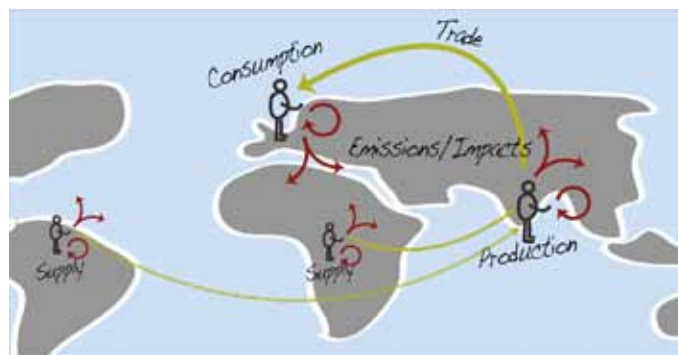 Trade
Consumption
Emissions/Impacts
Supply
Supply
Production